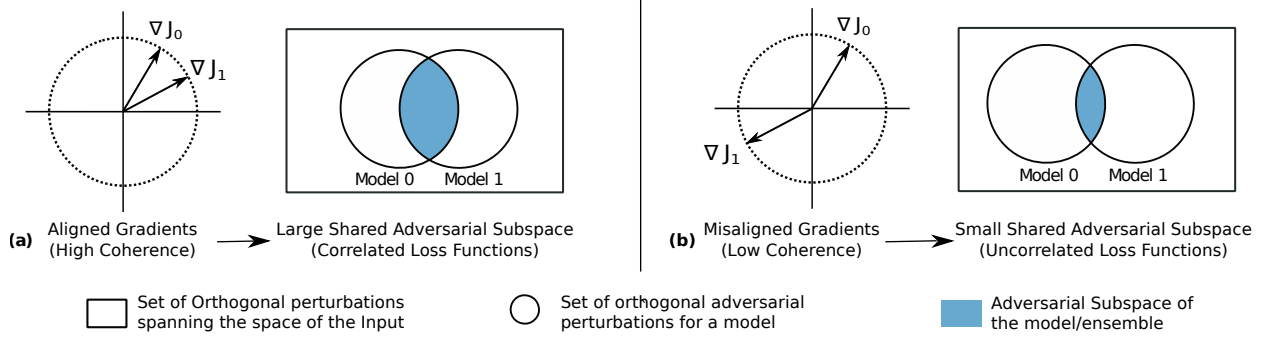 ∇ J₀
∇ J₁
Model 0 Model 1
(a) Aligned Gradients
(High Coherence)
Large Shared Adversarial Subspace
(Correlated Loss Functions)
∇ J₀
∇ J₁
Model 0 Model 1
(b) Misaligned Gradients
(Low Coherence)
Small Shared Adversarial Subspace
(Uncorrelated Loss Functions)
Set of Orthogonal perturbations
spanning the space of the Input
Set of orthogonal adversarial
perturbations for a model
Adversarial Subspace of
the model/ensemble